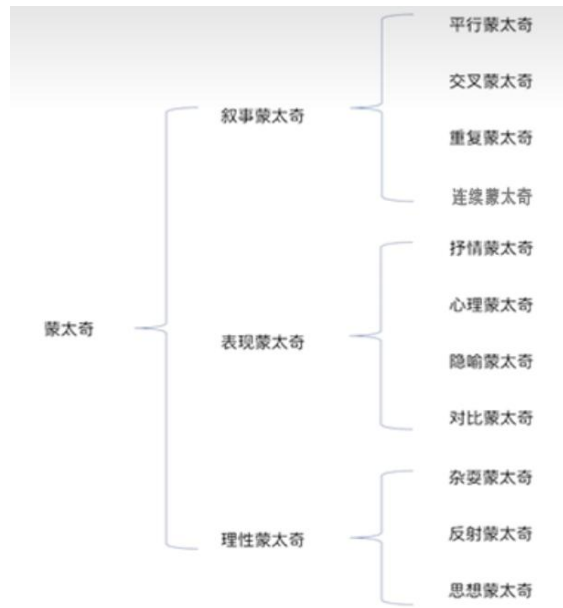 平行蒙太奇
交叉蒙太奇
叙事蒙太奇
重复蒙太奇
连续蒙太奇
抒情蒙太奇
心理蒙太奇
蒙太奇
表现蒙太奇
隐喻蒙太奇
对比蒙太奇
杂耍蒙太奇
反射蒙太奇
理性蒙太奇
思想蒙太奇